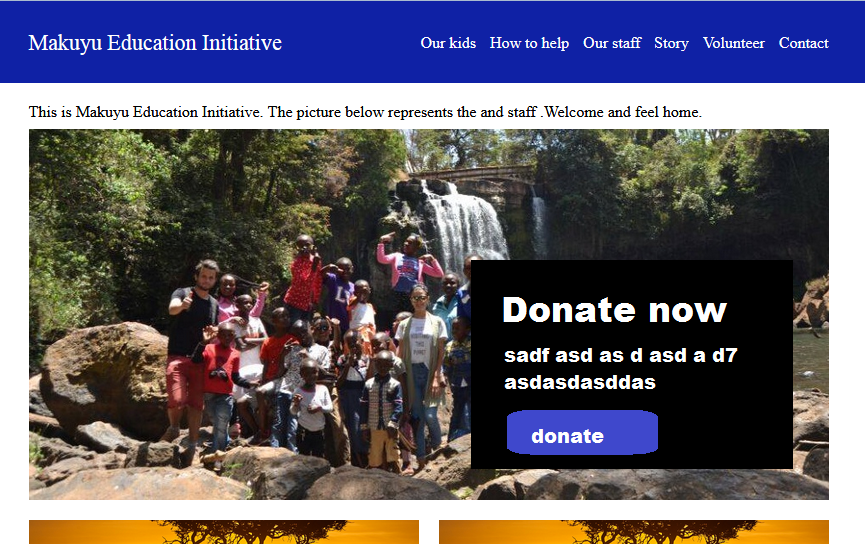 Makuyu Education Initiative
Our kids How to help Our staff Story Volunteer Contact
This is Makuyu Education Initiative. The picture below represents the and staff .Welcome and feel home.
Donate now
sadf asd as d asd a d7
asdasdasddas
donate